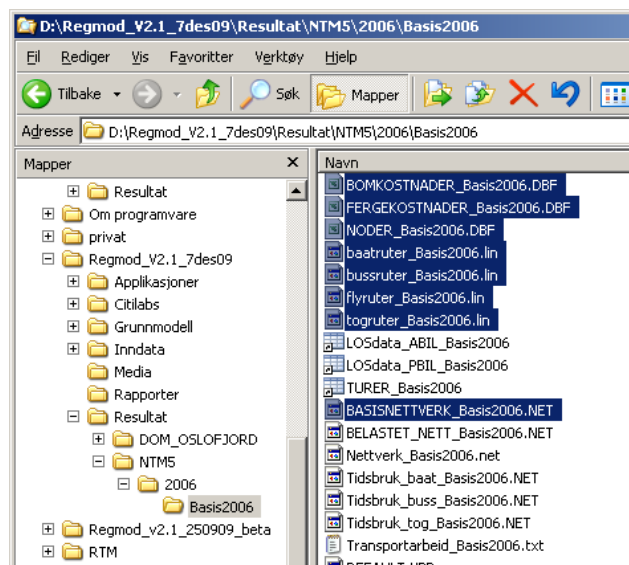 D:\Regmod_V2.1_7des09\Resultat\NTM5\2006\Basis2006
Fil Rediger Vis Favoritter Verktøy Hjelp
Tilbake Søk Mapper
Adresse D:\Regmod_V2.1_7des09\Resultat\NTM5\2006\Basis2006
Mapper
Resultat
Om programvare
privat
Regmod_V2.1_7des09
Applikasjoner
Citilabs
Grunnmodell
Inndata
Media
Rapporter
Resultat
DOM_OSLOFJORD
NTM5
2006
Basis2006
Regmod_v2.1_250909_beta
RTM
Navn
BOMKOSTNADER_Basis2006.DBF
FERGEKOSTNADER_Basis2006.DBF
NODER_Basis2006.DBF
baatruter_Basis2006.lin
bussruter_Basis2006.lin
flyruter_Basis2006.lin
togruter_Basis2006.lin
LOSdata_ABIL_Basis2006
LOSdata_PBIL_Basis2006
TURER_Basis2006
BASISNETTVERK_Basis2006.NET
BELASTET_NETT_Basis2006.NET
Nettverk_Basis2006.net
Tidsbruk_baat_Basis2006.NET
Tidsbruk_buss_Basis2006.NET
Tidsbruk_tog_Basis2006.NET
Transportarbeid_Basis2006.txt